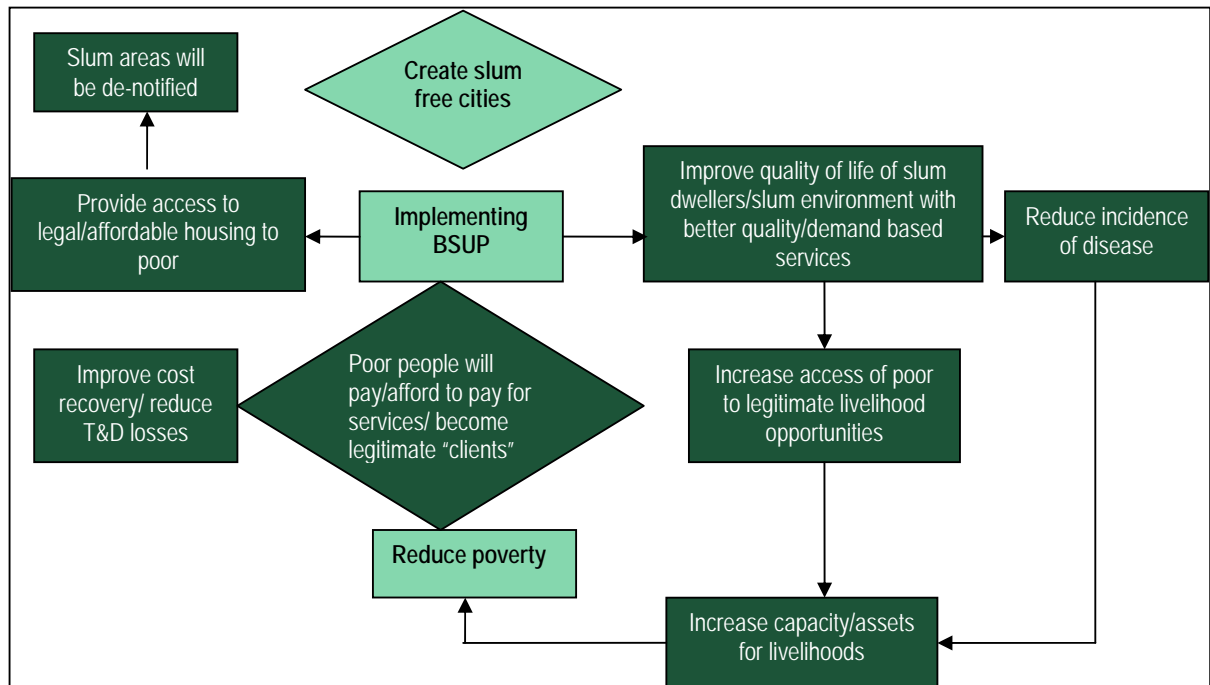 Slum areas will
be de-notified
Create slum
free cities
Provide access to
legal/affordable housing to
poor
Implementing
BSUP
Improve quality of life of slum
dwellers/slum environment with
better quality/demand based
services
Reduce incidence
of disease
Improve cost
recovery/ reduce
T&D losses
Poor people will
pay/afford to pay for
services/ become
legitimate “clients”
Increase access of poor
to legitimate livelihood
opportunities
Reduce poverty
Increase capacity/assets
for livelihoods